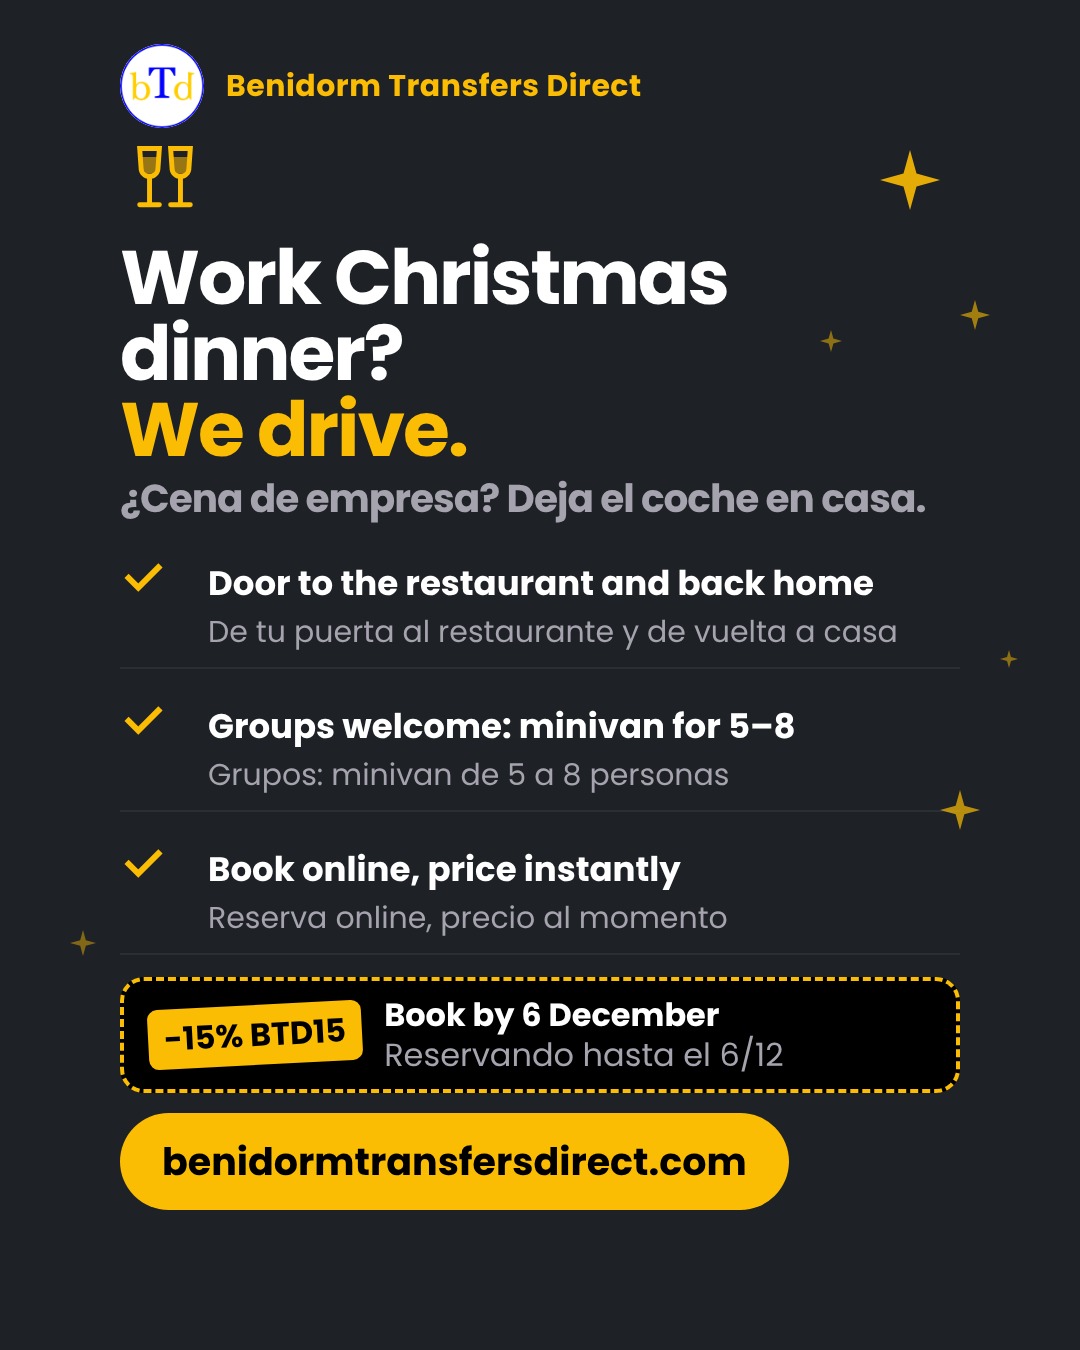 bTd
Benidorm Transfers Direct
Work Christmas
dinner?
We drive.
¿Cena de empresa? Deja el coche en casa.
Door to the restaurant and back home
De tu puerta al restaurante y de vuelta a casa
Groups welcome: minivan for 5–8
Grupos: minivan de 5 a 8 personas
Book online, price instantly
Reserva online, precio al momento
-15% BTD15
Book by 6 December
Reservando hasta el 6/12
benidormtransfersdirect.com